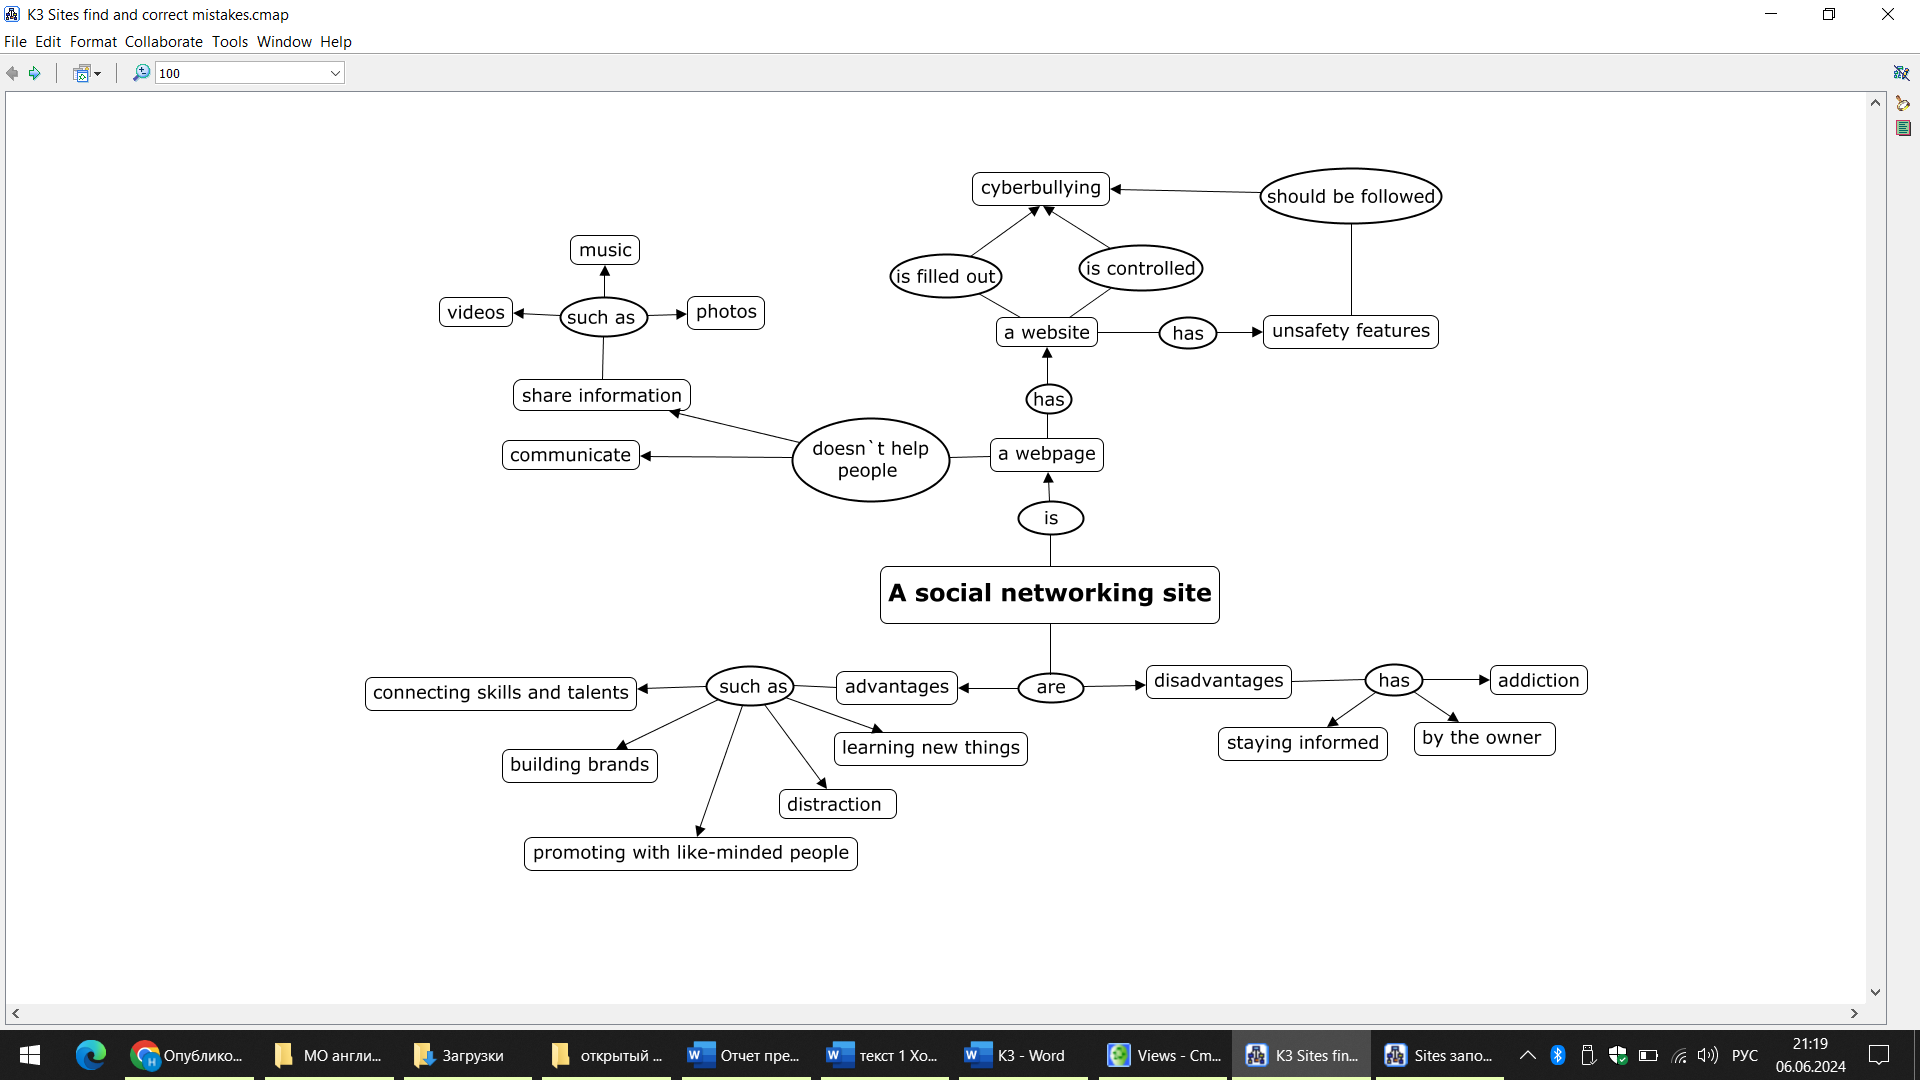 K3 Sites find and correct mistakes.cmap
File Edit Format Collaborate Tools Window Help
100
cyberbullying
should be followed
music
is filled out
is controlled
videos
such as
photos
a website
has
unsafety features
share information
has
doesn`t help
people
communicate
a webpage
is
A social networking site
connecting skills and talents
such as
advantages
are
disadvantages
has
addiction
learning new things
staying informed
by the owner
building brands
distraction
promoting with like-minded people
Опублико...
МО англи...
Загрузки
открытый ...
Отчет пре...
текст 1 Хо...
К3 - Word
Views - Cm...
K3 Sites fin...
Sites запо...
РУС
21:19
06.06.2024